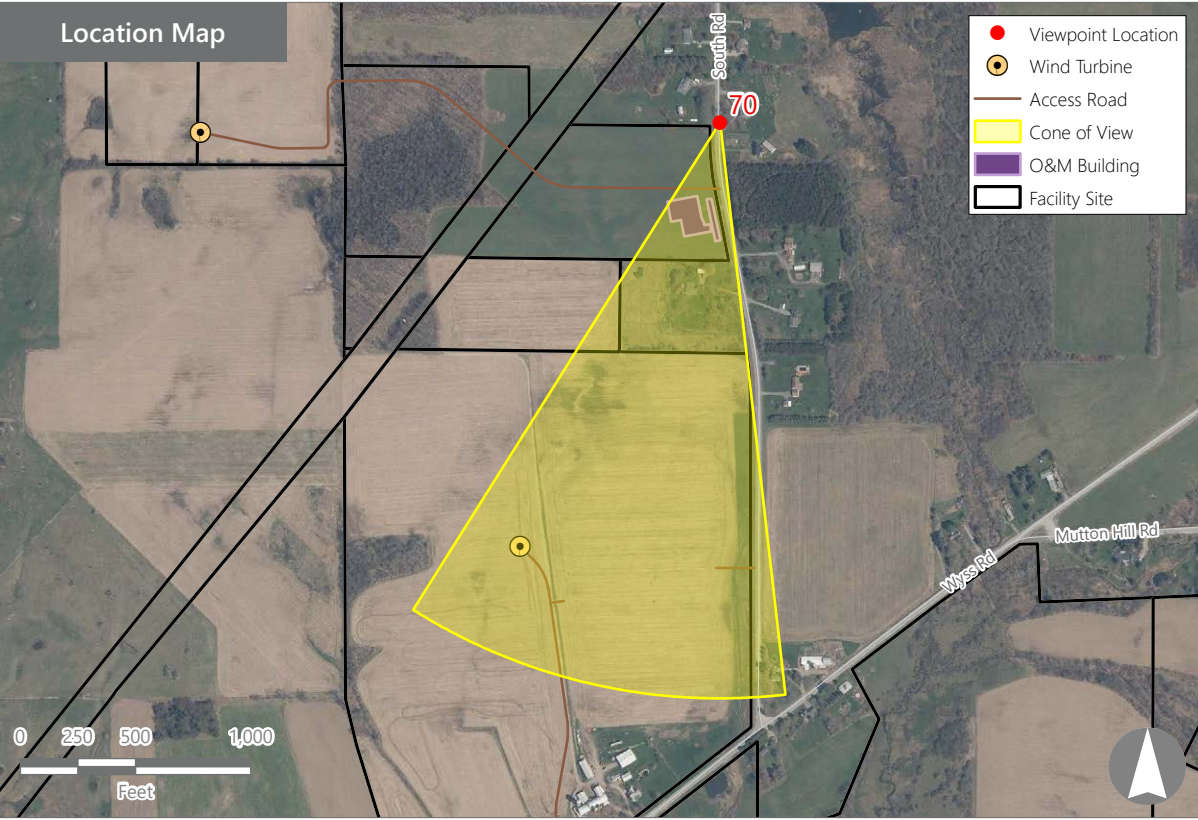 Location Map
South Rd
70
Viewpoint Location
Wind Turbine
Access Road
Cone of View
O&M Building
Facility Site
Mutton Hill Rd
Wyss Rd
0 250 500 1,000
Feet